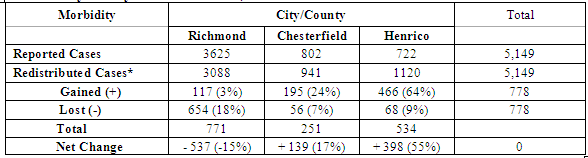 Morbidity City/County Total
Richmond Chesterfield Henrico
Reported Cases 3625 802 722 5,149
Redistributed Cases* 3088 941 1120 5,149
Gained (+) 117 (3%) 195 (24%) 466 (64%) 778
Lost (-) 654 (18%) 56 (7%) 68 (9%) 778
Total 771 251 534
Net Change - 537 (-15%) + 139 (17%) + 398 (55%) 0